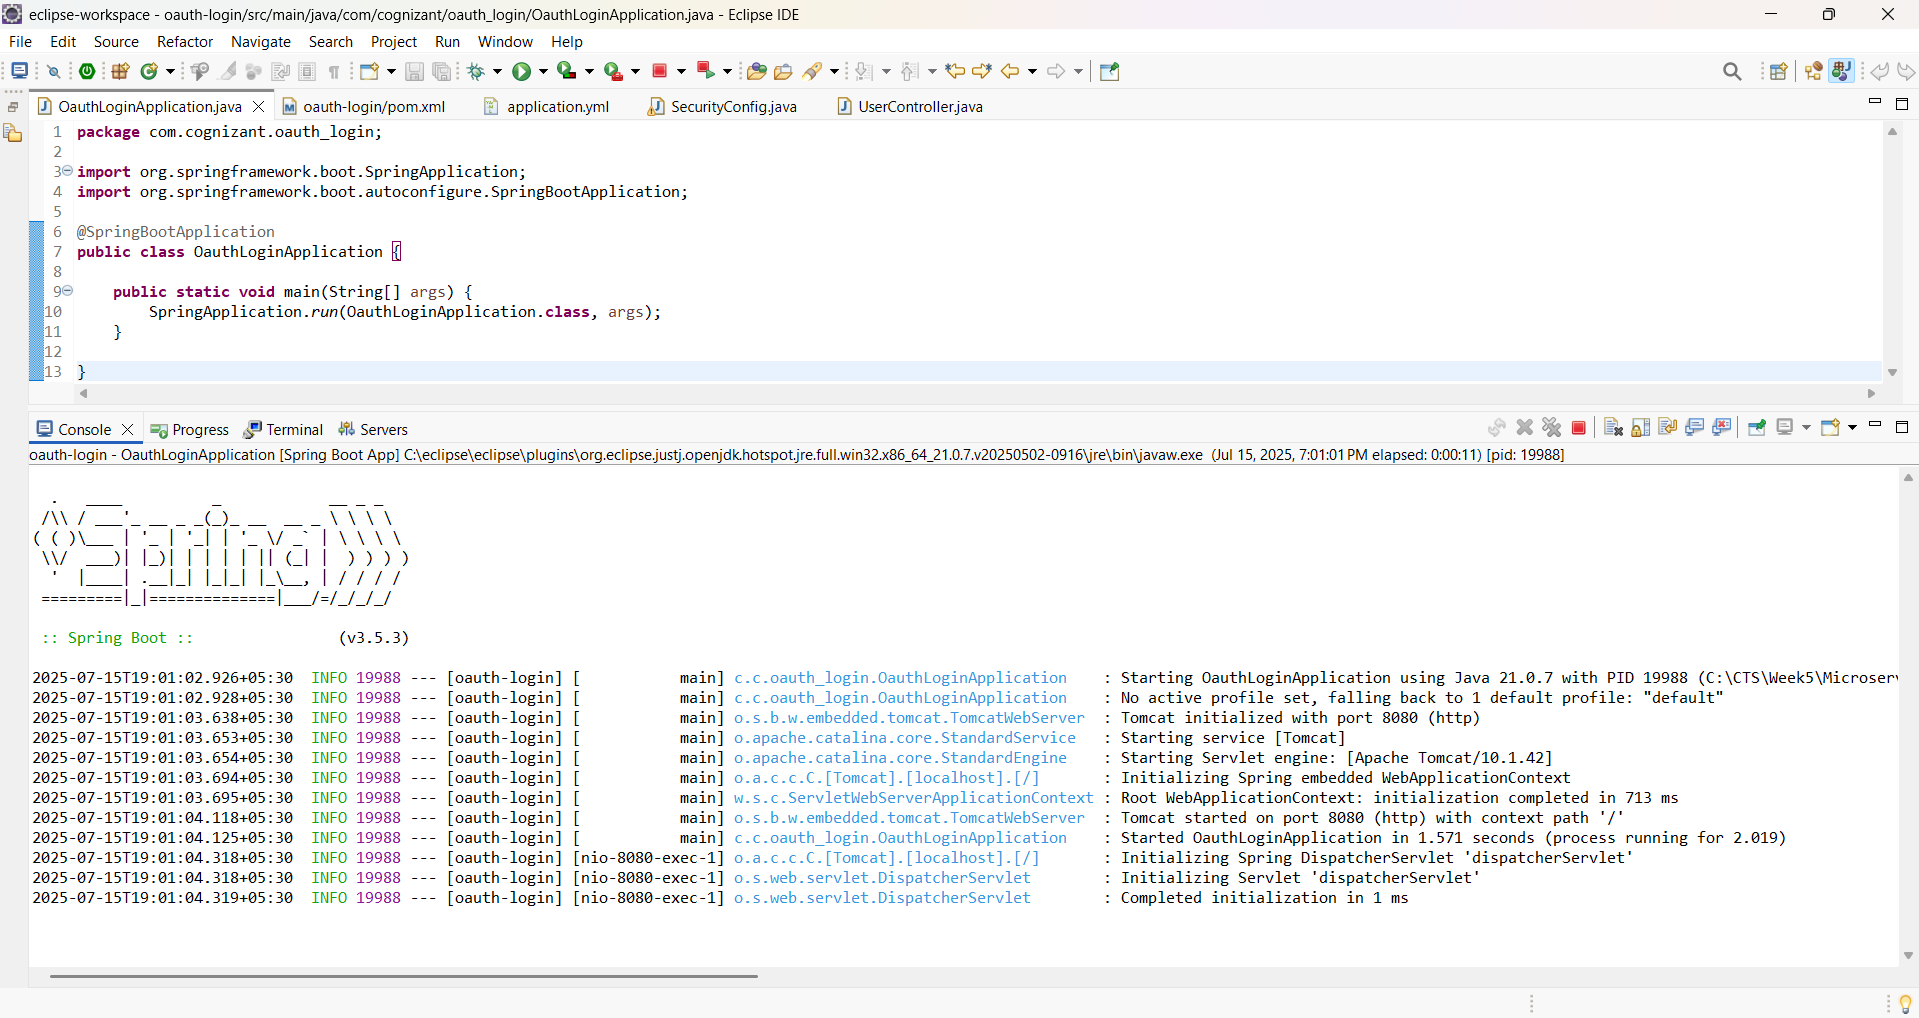 eclipse-workspace - oauth-login/src/main/java/com/cognizant/oauth_login/OauthLoginApplication.java - Eclipse IDE
File Edit Source Refactor Navigate Search Project Run Window Help
OauthLoginApplication.java oauth-login/pom.xml application.yml SecurityConfig.java UserController.java
1 package com.cognizant.oauth_login;
2
3 import org.springframework.boot.SpringApplication;
4 import org.springframework.boot.autoconfigure.SpringBootApplication;
5
6 @SpringBootApplication
7 public class OauthLoginApplication {
8
9 public static void main(String[] args) {
10 SpringApplication.run(OauthLoginApplication.class, args);
11 }
12
13 }
Console Progress Terminal Servers
oauth-login - OauthLoginApplication [Spring Boot App] C:\eclipse\eclipse\plugins\org.eclipse.justj.openjdk.hotspot.jre.full.win32.x86_64_21.0.7.v20250502-0916\jre\bin\javaw.exe (Jul 15, 2025, 7:01:01 PM elapsed: 0:00:11) [pid: 19988]
  .   ____          _            __ _ _
 /\\ / ___'_ __ _ _(_)_ __  __ _ \ \ \ \
( ( )\___ | '_ | '_| | '_ \/ _` | \ \ \ \
 \\/  ___)| |_)| | | | | || (_| |  ) ) ) )
  '  |____| .__|_| |_|_| |_\__, | / / / /
 =========|_|==============|___/=/_/_/_/
:: Spring Boot :: (v3.5.3)
2025-07-15T19:01:02.926+05:30 INFO 19988 --- [oauth-login] [ main] c.c.oauth_login.OauthLoginApplication : Starting OauthLoginApplication using Java 21.0.7 with PID 19988 (C:\CTS\Week5\Microser
2025-07-15T19:01:02.928+05:30 INFO 19988 --- [oauth-login] [ main] c.c.oauth_login.OauthLoginApplication : No active profile set, falling back to 1 default profile: "default"
2025-07-15T19:01:03.638+05:30 INFO 19988 --- [oauth-login] [ main] o.s.b.w.embedded.tomcat.TomcatWebServer : Tomcat initialized with port 8080 (http)
2025-07-15T19:01:03.653+05:30 INFO 19988 --- [oauth-login] [ main] o.apache.catalina.core.StandardService : Starting service [Tomcat]
2025-07-15T19:01:03.654+05:30 INFO 19988 --- [oauth-login] [ main] o.apache.catalina.core.StandardEngine : Starting Servlet engine: [Apache Tomcat/10.1.42]
2025-07-15T19:01:03.694+05:30 INFO 19988 --- [oauth-login] [ main] o.a.c.c.C.[Tomcat].[localhost].[/] : Initializing Spring embedded WebApplicationContext
2025-07-15T19:01:03.695+05:30 INFO 19988 --- [oauth-login] [ main] w.s.c.ServletWebServerApplicationContext : Root WebApplicationContext: initialization completed in 713 ms
2025-07-15T19:01:04.118+05:30 INFO 19988 --- [oauth-login] [ main] o.s.b.w.embedded.tomcat.TomcatWebServer : Tomcat started on port 8080 (http) with context path '/'
2025-07-15T19:01:04.125+05:30 INFO 19988 --- [oauth-login] [ main] c.c.oauth_login.OauthLoginApplication : Started OauthLoginApplication in 1.571 seconds (process running for 2.019)
2025-07-15T19:01:04.318+05:30 INFO 19988 --- [oauth-login] [nio-8080-exec-1] o.a.c.c.C.[Tomcat].[localhost].[/] : Initializing Spring DispatcherServlet 'dispatcherServlet'
2025-07-15T19:01:04.318+05:30 INFO 19988 --- [oauth-login] [nio-8080-exec-1] o.s.web.servlet.DispatcherServlet : Initializing Servlet 'dispatcherServlet'
2025-07-15T19:01:04.319+05:30 INFO 19988 --- [oauth-login] [nio-8080-exec-1] o.s.web.servlet.DispatcherServlet : Completed initialization in 1 ms